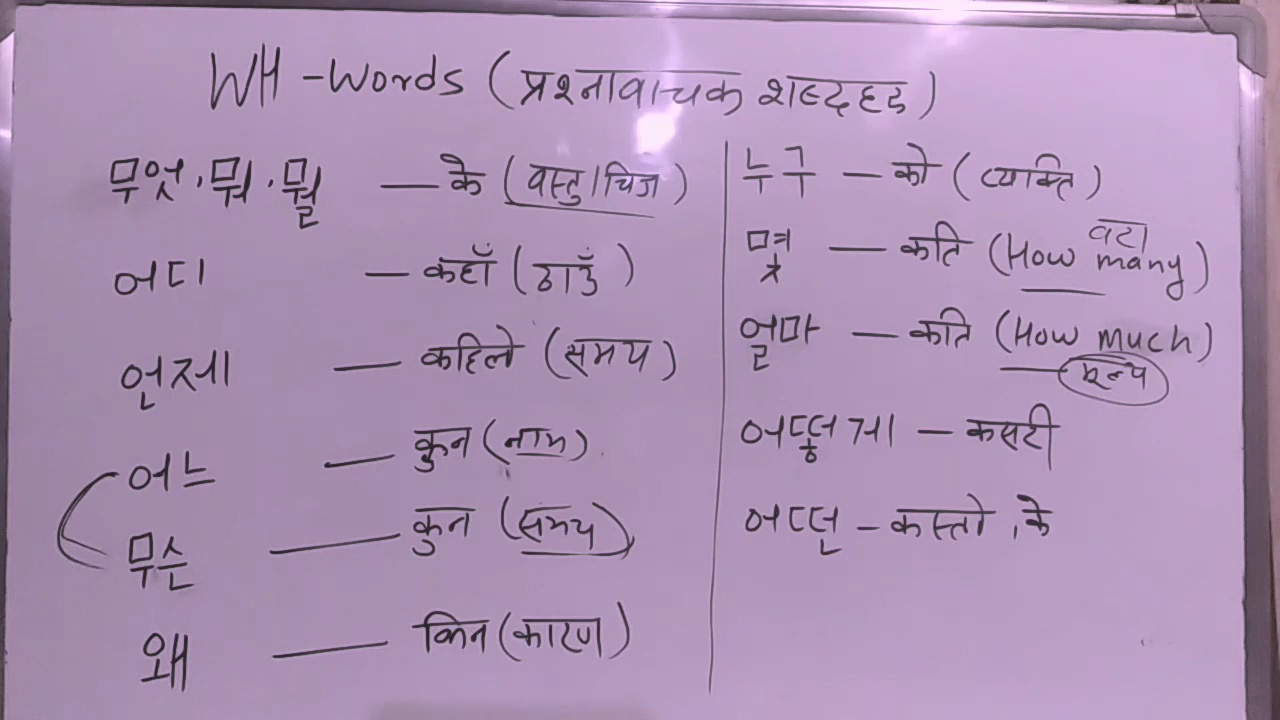 WH-Words (प्रश्नावाचक शब्दहरु)
무엇, 뭐, 뭘 — के (वस्तु/चिज)
어디 — कहाँ (ठाउँ)
언제 — कहिले (समय)
어느 — कुन (नाम)
무슨 — कुन (समय)
왜 — किन (कारण)
누구 — को (व्यक्ति)
몇 — कति (How many) वटा
얼마 — कति (How much)
मूल्य
어떻게 — कसरी
어떤 — कस्तो, के